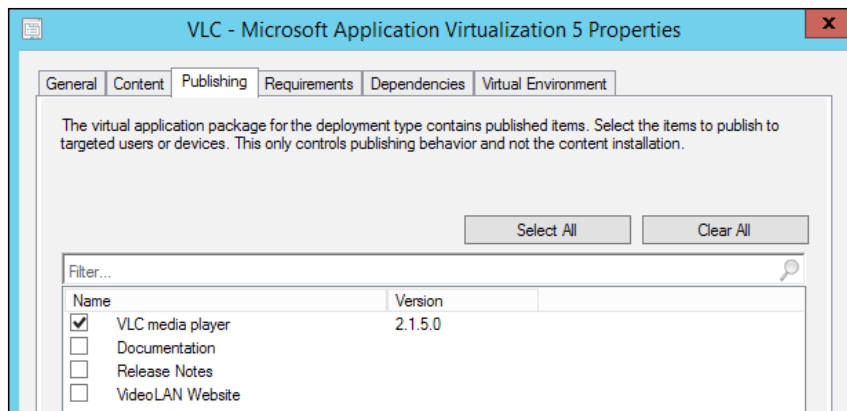 VLC - Microsoft Application Virtualization 5 Properties
x
General Content Publishing Requirements Dependencies Virtual Environment
The virtual application package for the deployment type contains published items. Select the items to publish to
targeted users or devices. This only controls publishing behavior and not the content installation.
Select All Clear All
Filter...
Name Version
VLC media player 2.1.5.0
Documentation
Release Notes
VideoLAN Website